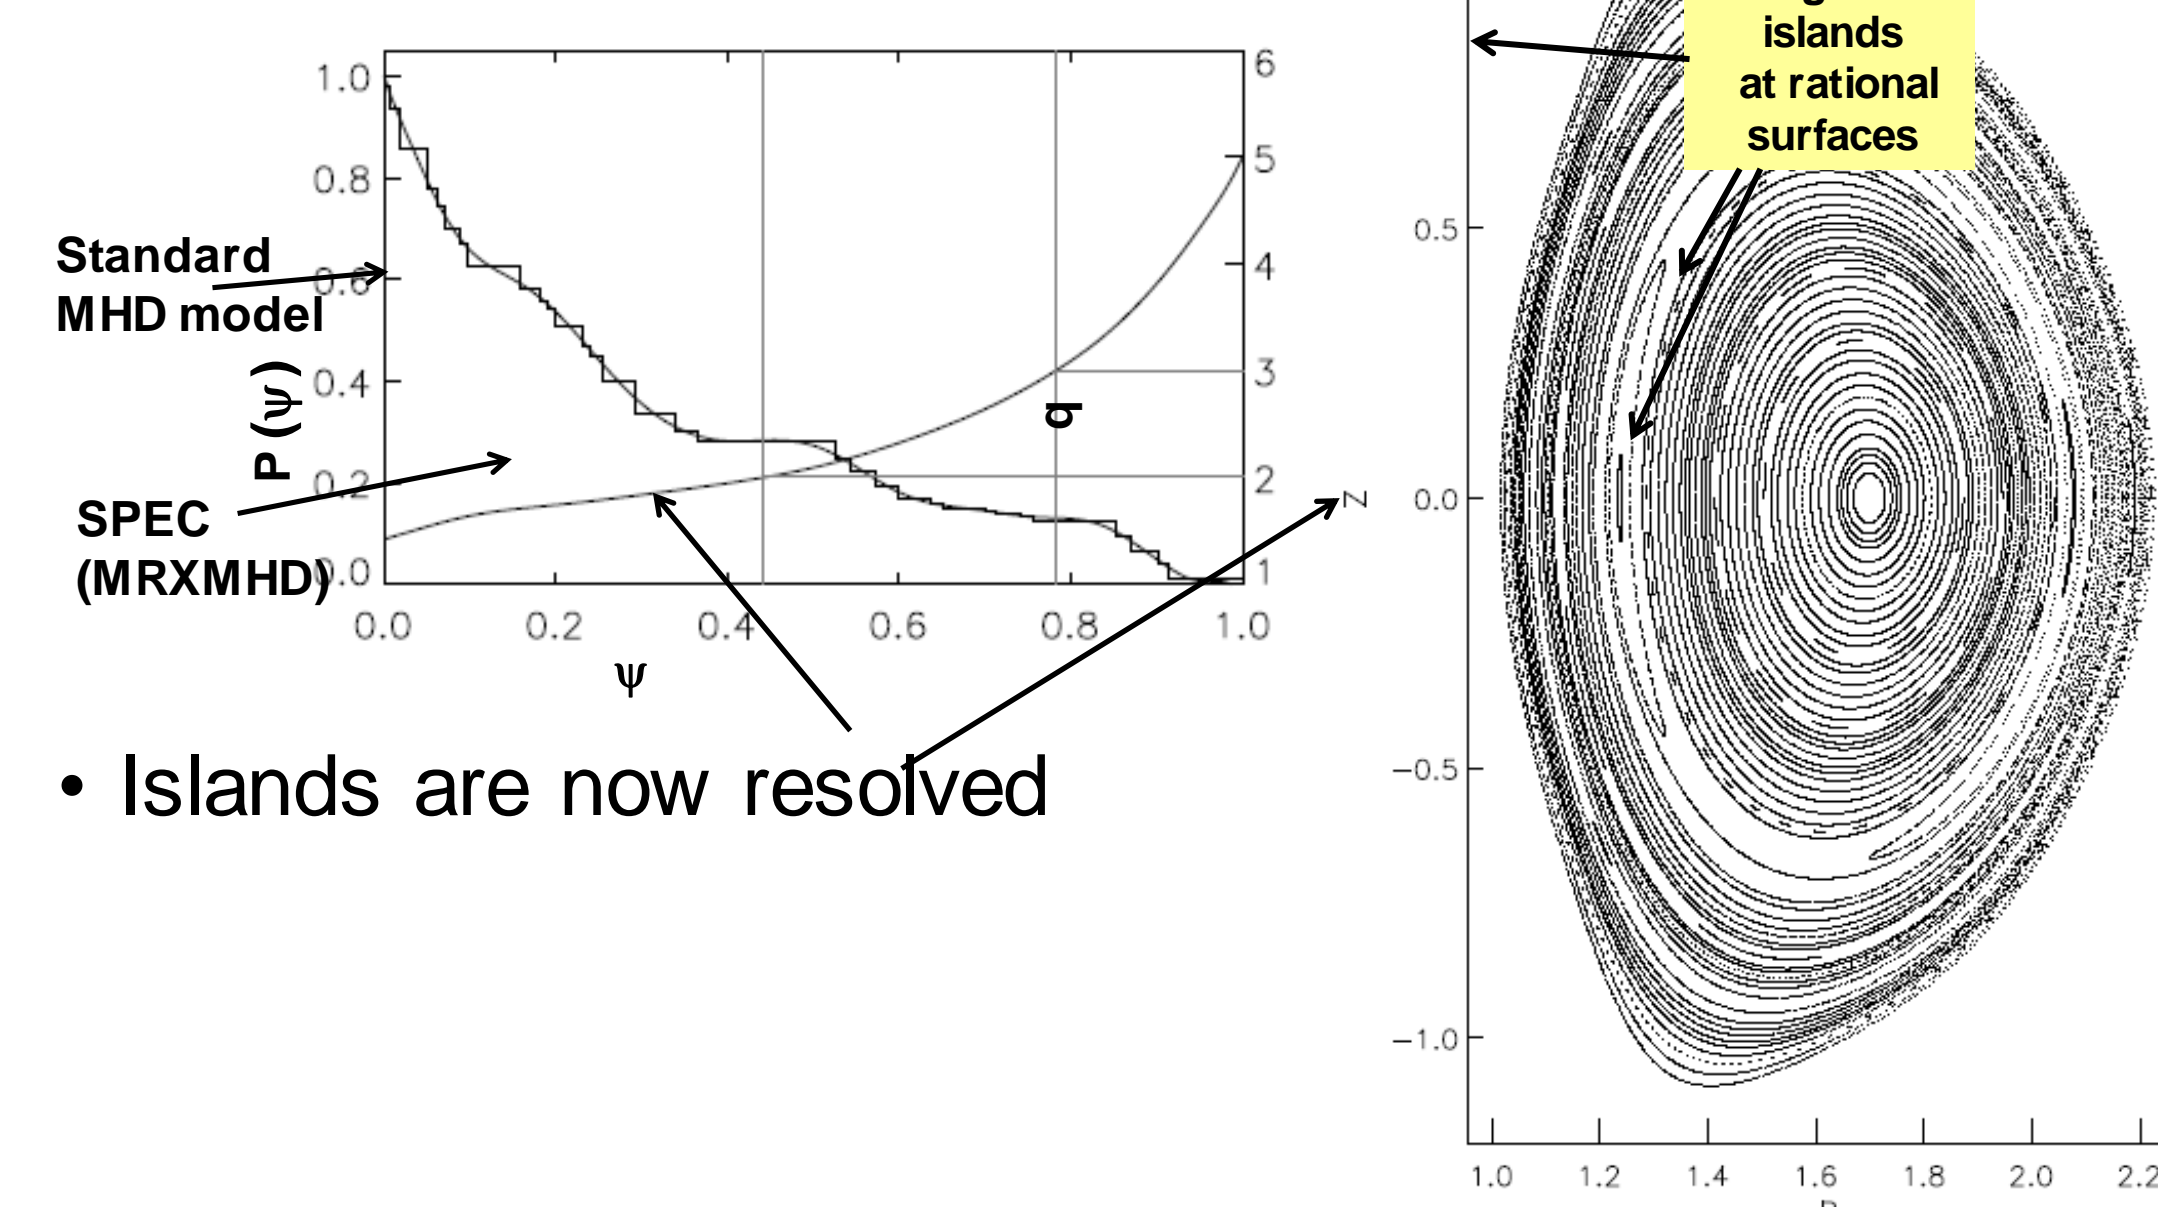 1.0
0.8
0.6
0.4
0.2
0.0
P (ψ)
0.0 0.2 0.4 0.6 0.8 1.0
ψ
6
5
4
3
2
1
q
Standard
MHD model
SPEC
(MRXMHD)
• Islands are now resolved
islands
at rational
surfaces
0.5
0.0
−0.5
−1.0
Z
1.0 1.2 1.4 1.6 1.8 2.0 2.2